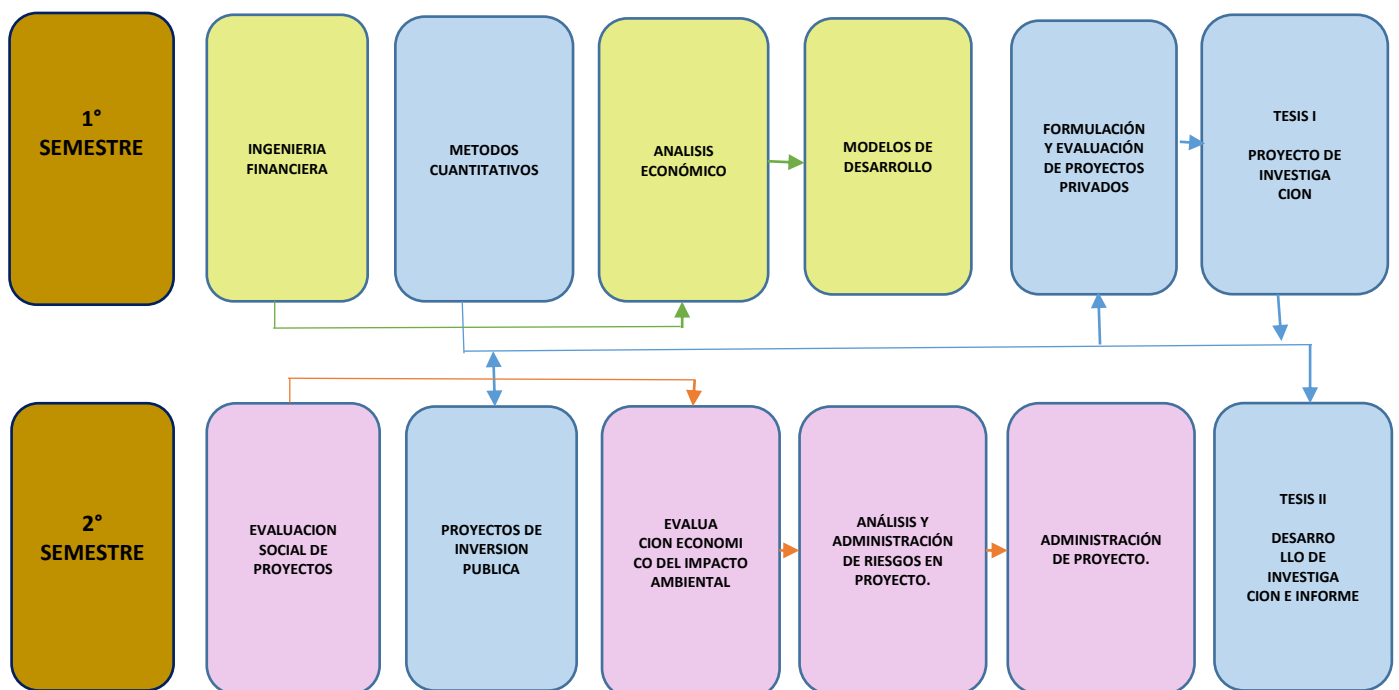 1°
SEMESTRE
INGENIERIA
FINANCIERA
METODOS
CUANTITATIVOS
ANALISIS
ECONÓMICO
MODELOS DE
DESARROLLO
FORMULACIÓN
Y EVALUACIÓN
DE PROYECTOS
PRIVADOS
TESIS I
PROYECTO DE
INVESTIGA
CION
2°
SEMESTRE
EVALUACION
SOCIAL DE
PROYECTOS
PROYECTOS DE
INVERSION
PUBLICA
EVALUA
CION ECONOMI
CO DEL IMPACTO
AMBIENTAL
ANÁLISIS Y
ADMINISTRACIÓN
DE RIESGOS EN
PROYECTO.
ADMINISTRACIÓN
DE PROYECTO.
TESIS II
DESARRO
LLO DE
INVESTIGA
CION E INFORME